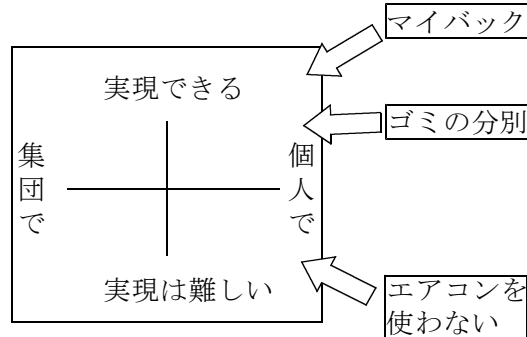 マイバック
実現できる
ゴミの分別
集団で
個人で
実現は難しい
エアコンを
使わない